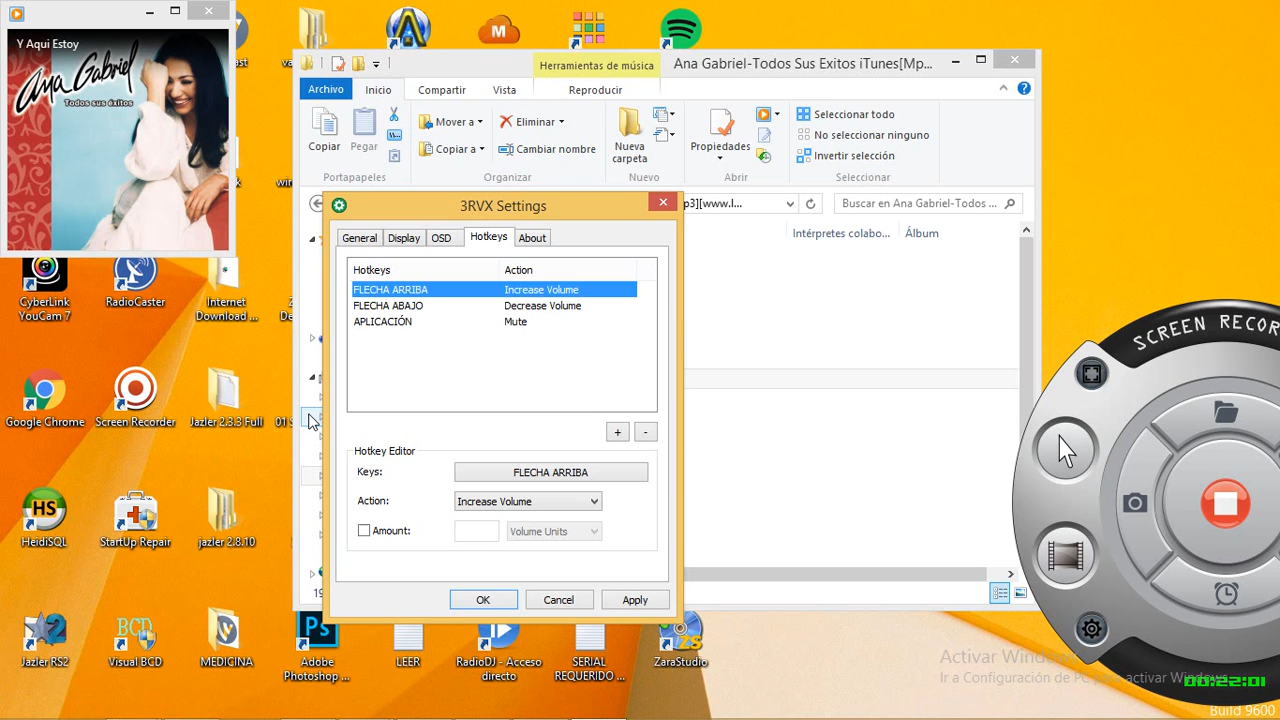 Y Aqui Estoy
Ana Gabriel
Todos sus éxitos
Herramientas de música
Ana Gabriel-Todos Sus Exitos iTunes[Mp...
Archivo
Inicio
Compartir
Vista
Reproducir
Copiar
Pegar
Mover a
Copiar a
Eliminar
Cambiar nombre
Nueva
carpeta
Propiedades
Seleccionar todo
No seleccionar ninguno
Invertir selección
Portapapeles
Organizar
Nuevo
Abrir
Seleccionar
p3][www.l...
Buscar en Ana Gabriel-Todos ...
Intérpretes colabo...
Álbum
3RVX Settings
General
Display
OSD
Hotkeys
About
Hotkeys
Action
FLECHA ARRIBA
Increase Volume
FLECHA ABAJO
Decrease Volume
APLICACIÓN
Mute
+
-
Hotkey Editor
Keys:
FLECHA ARRIBA
Action:
Increase Volume
Amount:
Volume Units
OK
Cancel
Apply
CyberLink
YouCam 7
RadioCaster
Internet
Download ...
Google Chrome
Screen Recorder
Jazler 2.3.3 Full
01 S
HS
HeidiSQL
StartUp Repair
jazler 2.8.10
Jazler RS2
BCD
Visual BCD
MEDICINA
Ps
Adobe
Photoshop ...
LEER
RadioDJ - Acceso
directo
SERIAL
REQUERIDO ...
ZS
ZaraStudio
SCREEN RECOR
Activar Windows
Ir a Configuración de PC para activar Windows.
00:22:01
Build 9600